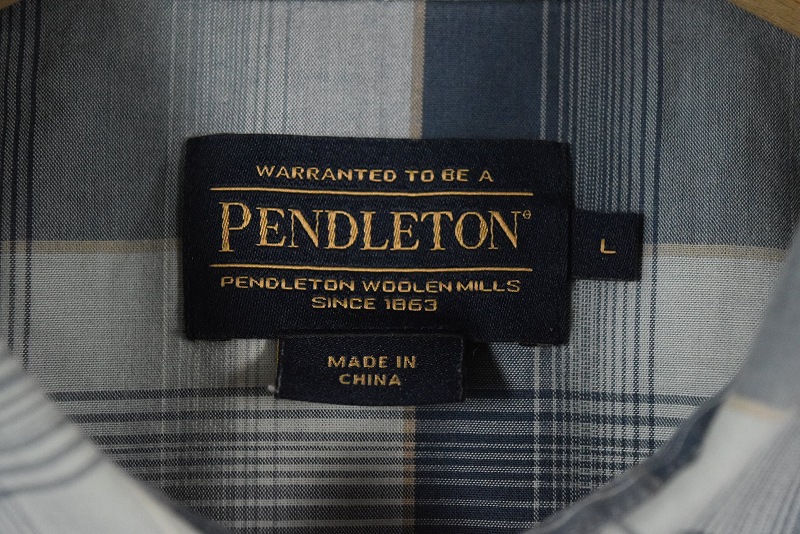 WARRANTED TO BE A
PENDLETON®
L
PENDLETON WOOLEN MILLS
SINCE 1863
MADE IN
CHINA